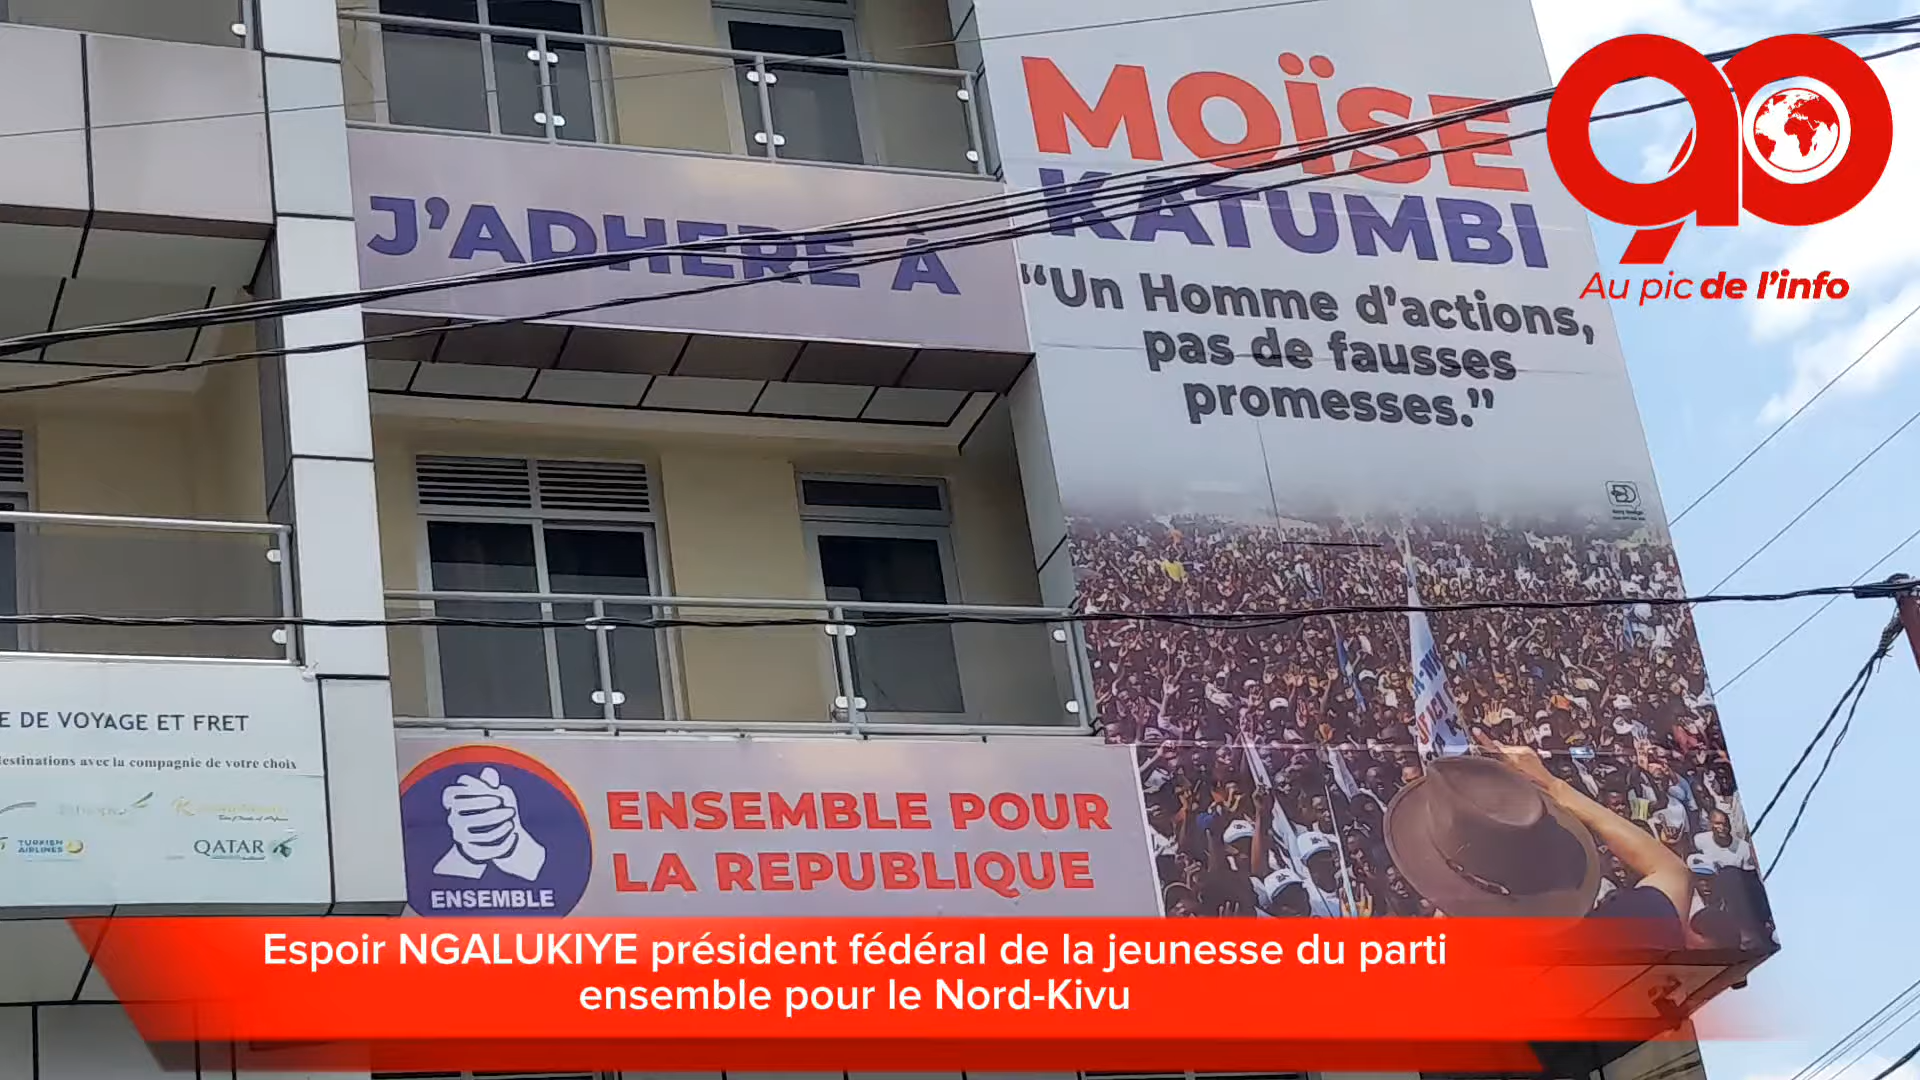 MOÏSE
KATUMBI
“Un Homme d’actions,
pas de fausses
promesses.”
J’ADHERE À
Au pic de l’info
E DE VOYAGE ET FRET
estinations avec la compagnie de votre choix
TURKISH
AIRLINES
QATAR
ENSEMBLE
ENSEMBLE POUR
LA REPUBLIQUE
Espoir NGALUKIYE président fédéral de la jeunesse du parti
ensemble pour le Nord-Kivu